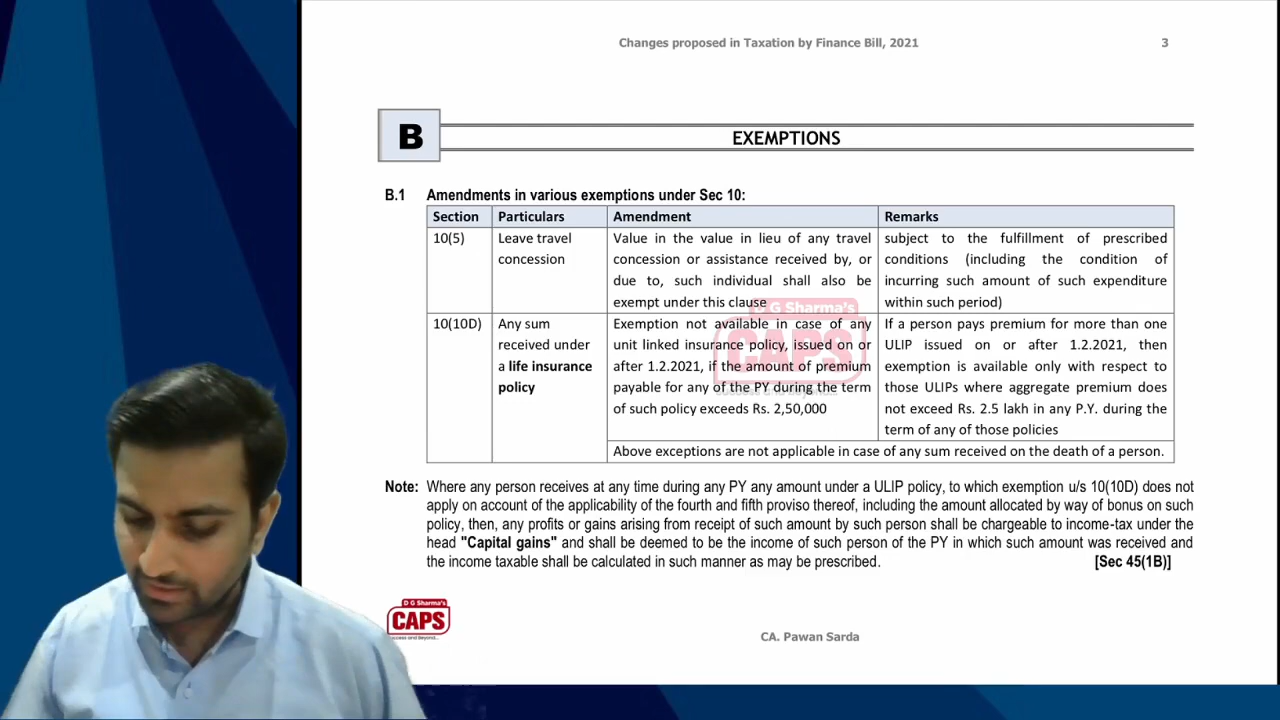 Changes proposed in Taxation by Finance Bill, 2021 3
B EXEMPTIONS
B.1 Amendments in various exemptions under Sec 10:
Section Particulars Amendment Remarks
10(5) Leave travel concession
Value in the value in lieu of any travel
concession or assistance received by, or
due to, such individual shall also be
exempt under this clause
subject to the fulfillment of prescribed
conditions (including the condition of
incurring such amount of such expenditure
within such period)
10(10D)
Any sum
received under
a life insurance
policy
Exemption not available in case of any
unit linked insurance policy, issued on or
after 1.2.2021, if the amount of premium
payable for any of the PY during the term
of such policy exceeds Rs. 2,50,000
If a person pays premium for more than one
ULIP issued on or after 1.2.2021, then
exemption is available only with respect to
those ULIPs where aggregate premium does
not exceed Rs. 2.5 lakh in any P.Y. during the
term of any of those policies
Above exceptions are not applicable in case of any sum received on the death of a person.
Note: Where any person receives at any time during any PY any amount under a ULIP policy, to which exemption u/s 10(10D) does not
apply on account of the applicability of the fourth and fifth proviso thereof, including the amount allocated by way of bonus on such
policy, then, any profits or gains arising from receipt of such amount by such person shall be chargeable to income-tax under the
head "Capital gains" and shall be deemed to be the income of such person of the PY in which such amount was received and
the income taxable shall be calculated in such manner as may be prescribed. [Sec 45(1B)]
D G Sharma's
CAPS
CA. Pawan Sarda
G Sharma's
CAPS